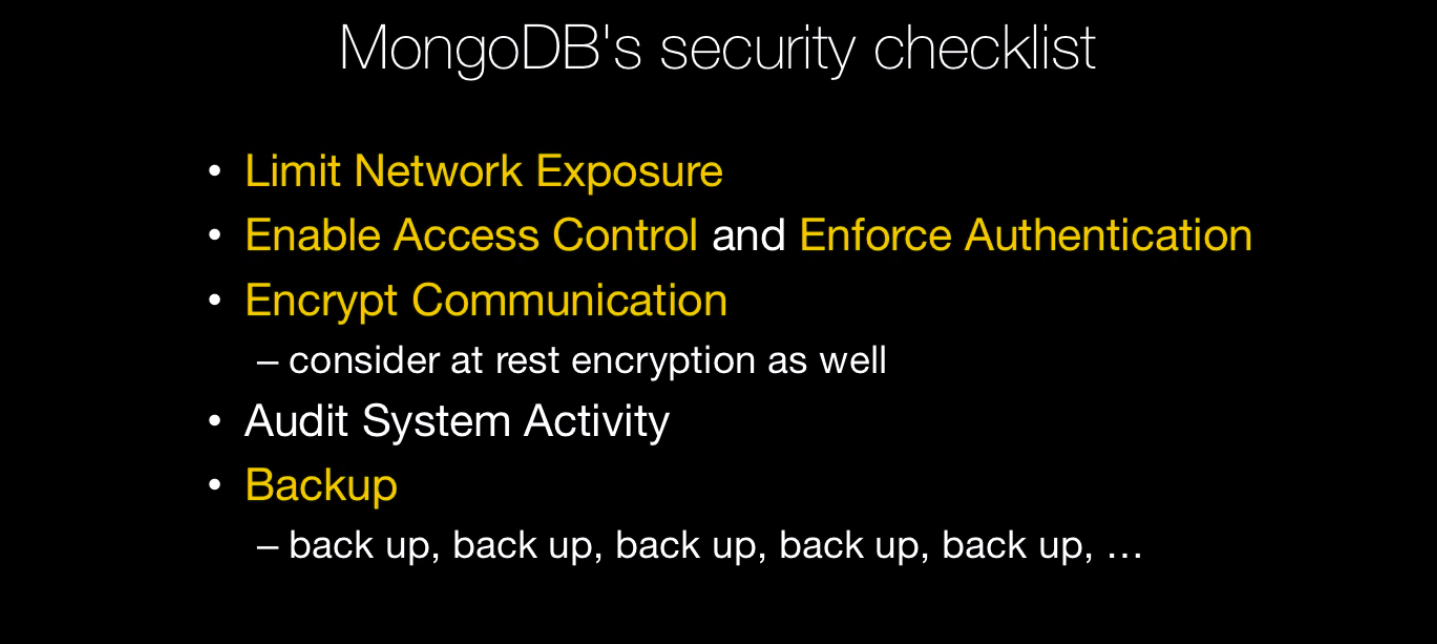 MongoDB's security checklist
• Limit Network Exposure
• Enable Access Control and Enforce Authentication
• Encrypt Communication
– consider at rest encryption as well
• Audit System Activity
• Backup
– back up, back up, back up, back up, back up, …